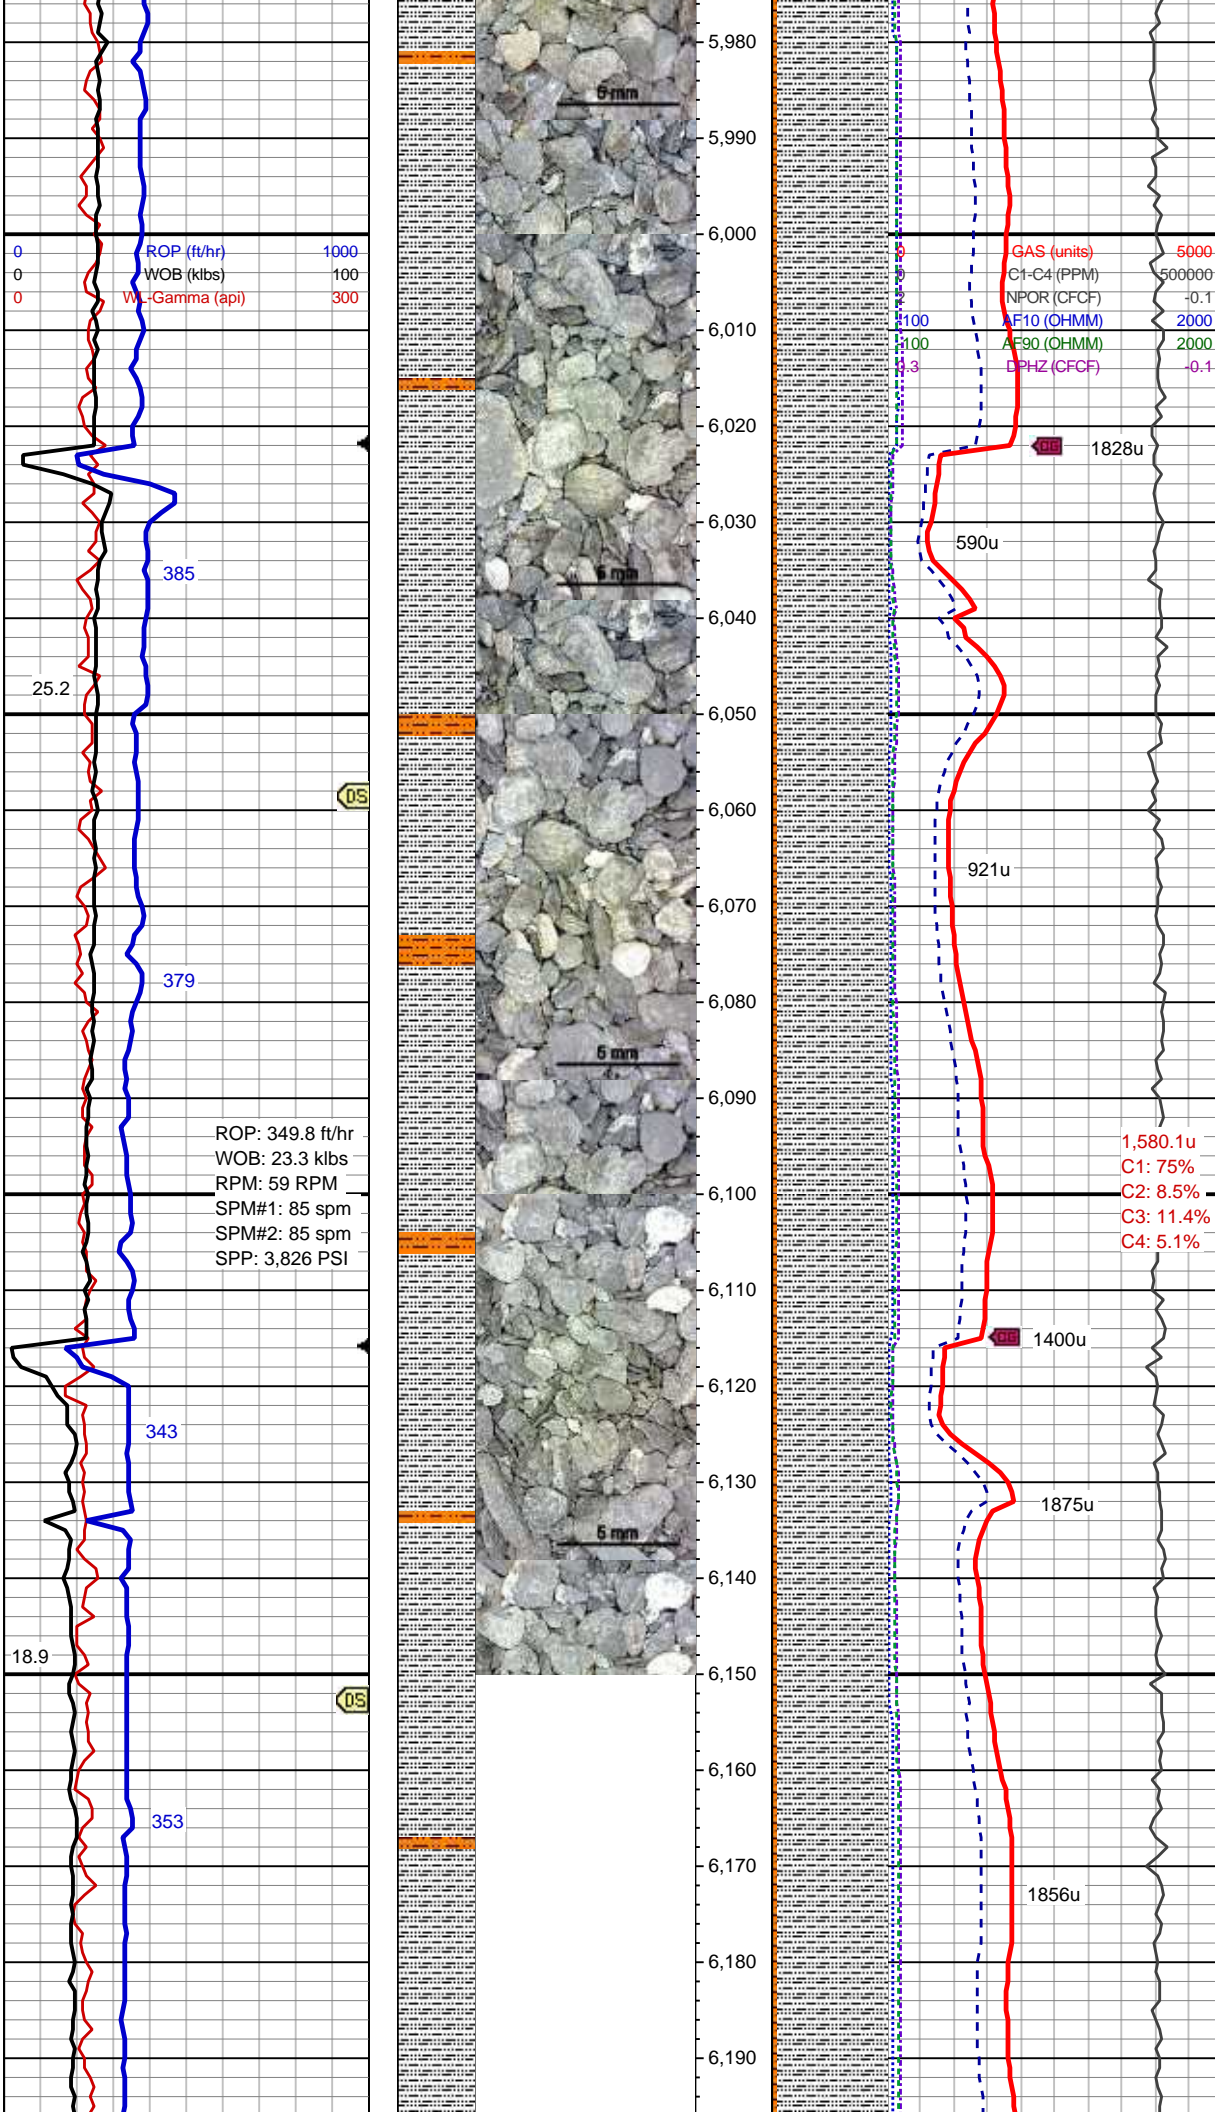 5,980
5 mm
5,990
6,000
0 ROP (ft/hr) 1000
0 WOB (klbs) 100
0 WL-Gamma (api) 300
0 GAS (units) 5000
0 C1-C4 (PPM) 500000
2 NPOR (CFCF) -0.1
100 AF10 (OHMM) 2000
100 AF90 (OHMM) 2000
0.3 DPHZ (CFCF) -0.1
6,010
6,020
CG 1828u
6,030
590u
385
5 mm
6,040
25.2
6,050
DS
6,060
921u
6,070
379
6,080
5 mm
6,090
ROP: 349.8 ft/hr
WOB: 23.3 klbs
RPM: 59 RPM
SPM#1: 85 spm
SPM#2: 85 spm
SPP: 3,826 PSI
1,580.1u
C1: 75%
C2: 8.5%
C3: 11.4%
C4: 5.1%
6,100
6,110
CG 1400u
6,120
343
6,130
1875u
5 mm
6,140
18.9
6,150
DS
6,160
353
6,170
1856u
6,180
6,190